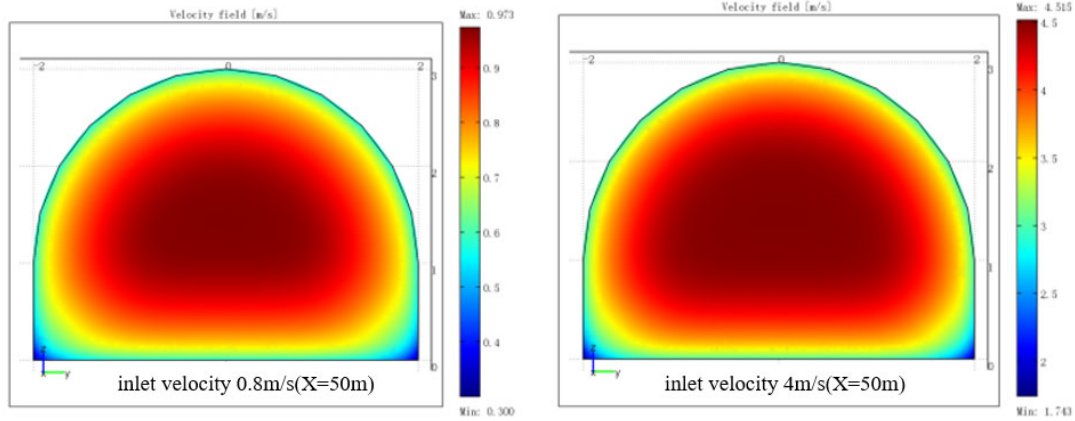 Velocity field [m/s]
Max: 0.973
-2
0
2
3
2
1
0
z
x
y
0.9
0.8
0.7
0.6
0.5
0.4
Min: 0.300
inlet velocity 0.8m/s(X=50m)
Velocity field [m/s]
Max: 4.515
-2
0
2
3
2
1
0
z
x
y
4.5
4
3.5
3
2.5
2
Min: 1.743
inlet velocity 4m/s(X=50m)